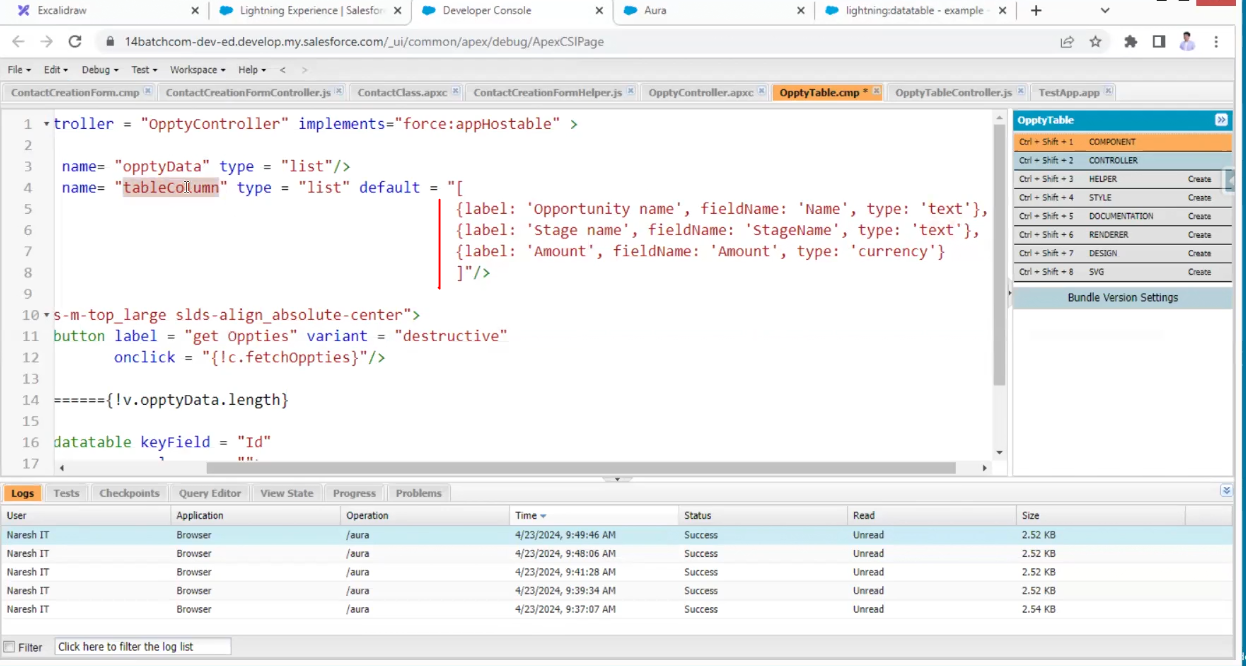 Excalidraw
Lightning Experience | Salesfor
Developer Console
Aura
lightning:datatable - example
14batchcom-dev-ed.develop.my.salesforce.com/_ui/common/apex/debug/ApexCSIPage
File Edit Debug Test Workspace Help < >
ContactCreationForm.cmp ContactCreationFormController.js ContactClass.apxc ContactCreationFormHelper.js OpptyController.apxc OpptyTable.cmp * OpptyTableController.js TestApp.app
1 troller = "OpptyController" implements="force:appHostable" >
2
3 name= "opptyData" type = "list"/>
4 name= "tableColumn" type = "list" default = "[
5 {label: 'Opportunity name', fieldName: 'Name', type: 'text'},
6 {label: 'Stage name', fieldName: 'StageName', type: 'text'},
7 {label: 'Amount', fieldName: 'Amount', type: 'currency'}
8 ]"/>
9
10 s-m-top_large slds-align_absolute-center">
11 button label = "get Oppties" variant = "destructive"
12 onclick = "{!c.fetchOppties}"/>
13
14 ======{!v.opptyData.length}
15
16 datatable keyField = "Id"
17
OpptyTable
Ctrl + Shift + 1 COMPONENT
Ctrl + Shift + 2 CONTROLLER
Ctrl + Shift + 3 HELPER Create
Ctrl + Shift + 4 STYLE Create
Ctrl + Shift + 5 DOCUMENTATION Create
Ctrl + Shift + 6 RENDERER Create
Ctrl + Shift + 7 DESIGN Create
Ctrl + Shift + 8 SVG Create
Bundle Version Settings
Logs Tests Checkpoints Query Editor View State Progress Problems
User Application Operation Time Status Read Size
Naresh IT Browser /aura 4/23/2024, 9:49:46 AM Success Unread 2.52 KB
Naresh IT Browser /aura 4/23/2024, 9:48:06 AM Success Unread 2.52 KB
Naresh IT Browser /aura 4/23/2024, 9:41:28 AM Success Unread 2.52 KB
Naresh IT Browser /aura 4/23/2024, 9:39:34 AM Success Unread 2.52 KB
Naresh IT Browser /aura 4/23/2024, 9:37:07 AM Success Unread 2.54 KB
Filter Click here to filter the log list